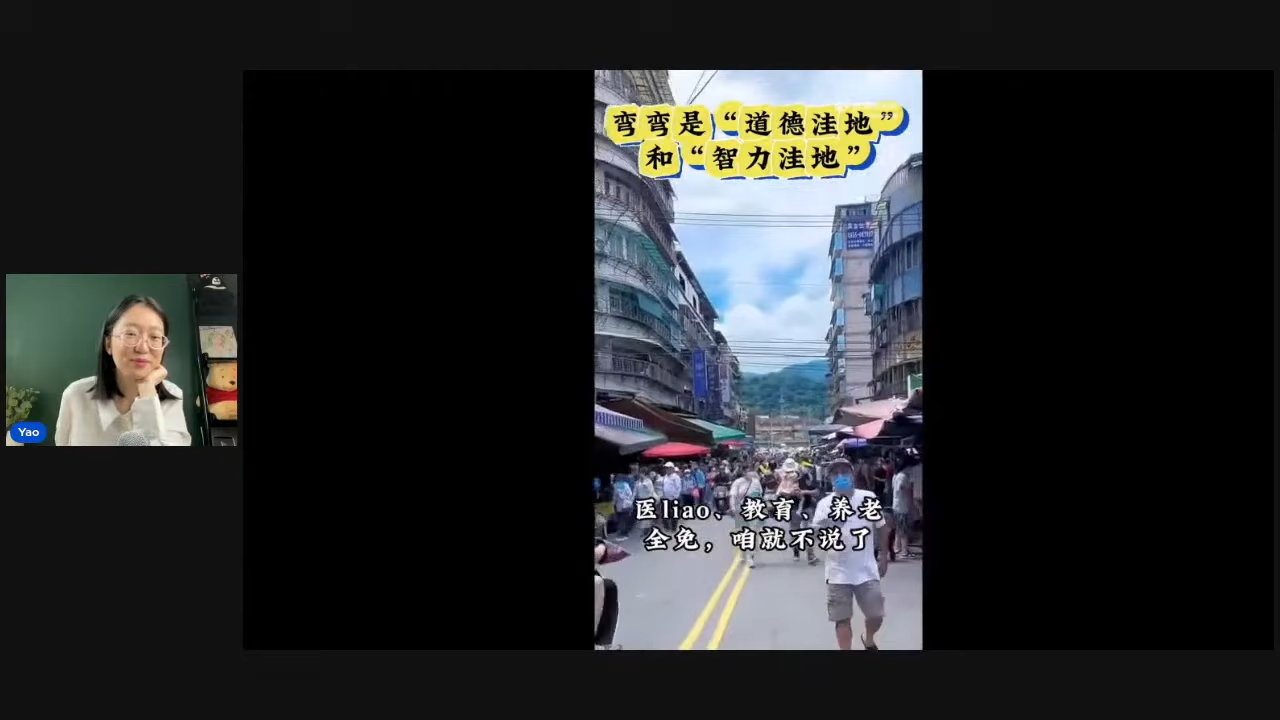 弯弯是“道德洼地”
和“智力洼地”
医liao、教育、养老
全免，咱就不说了
Yao